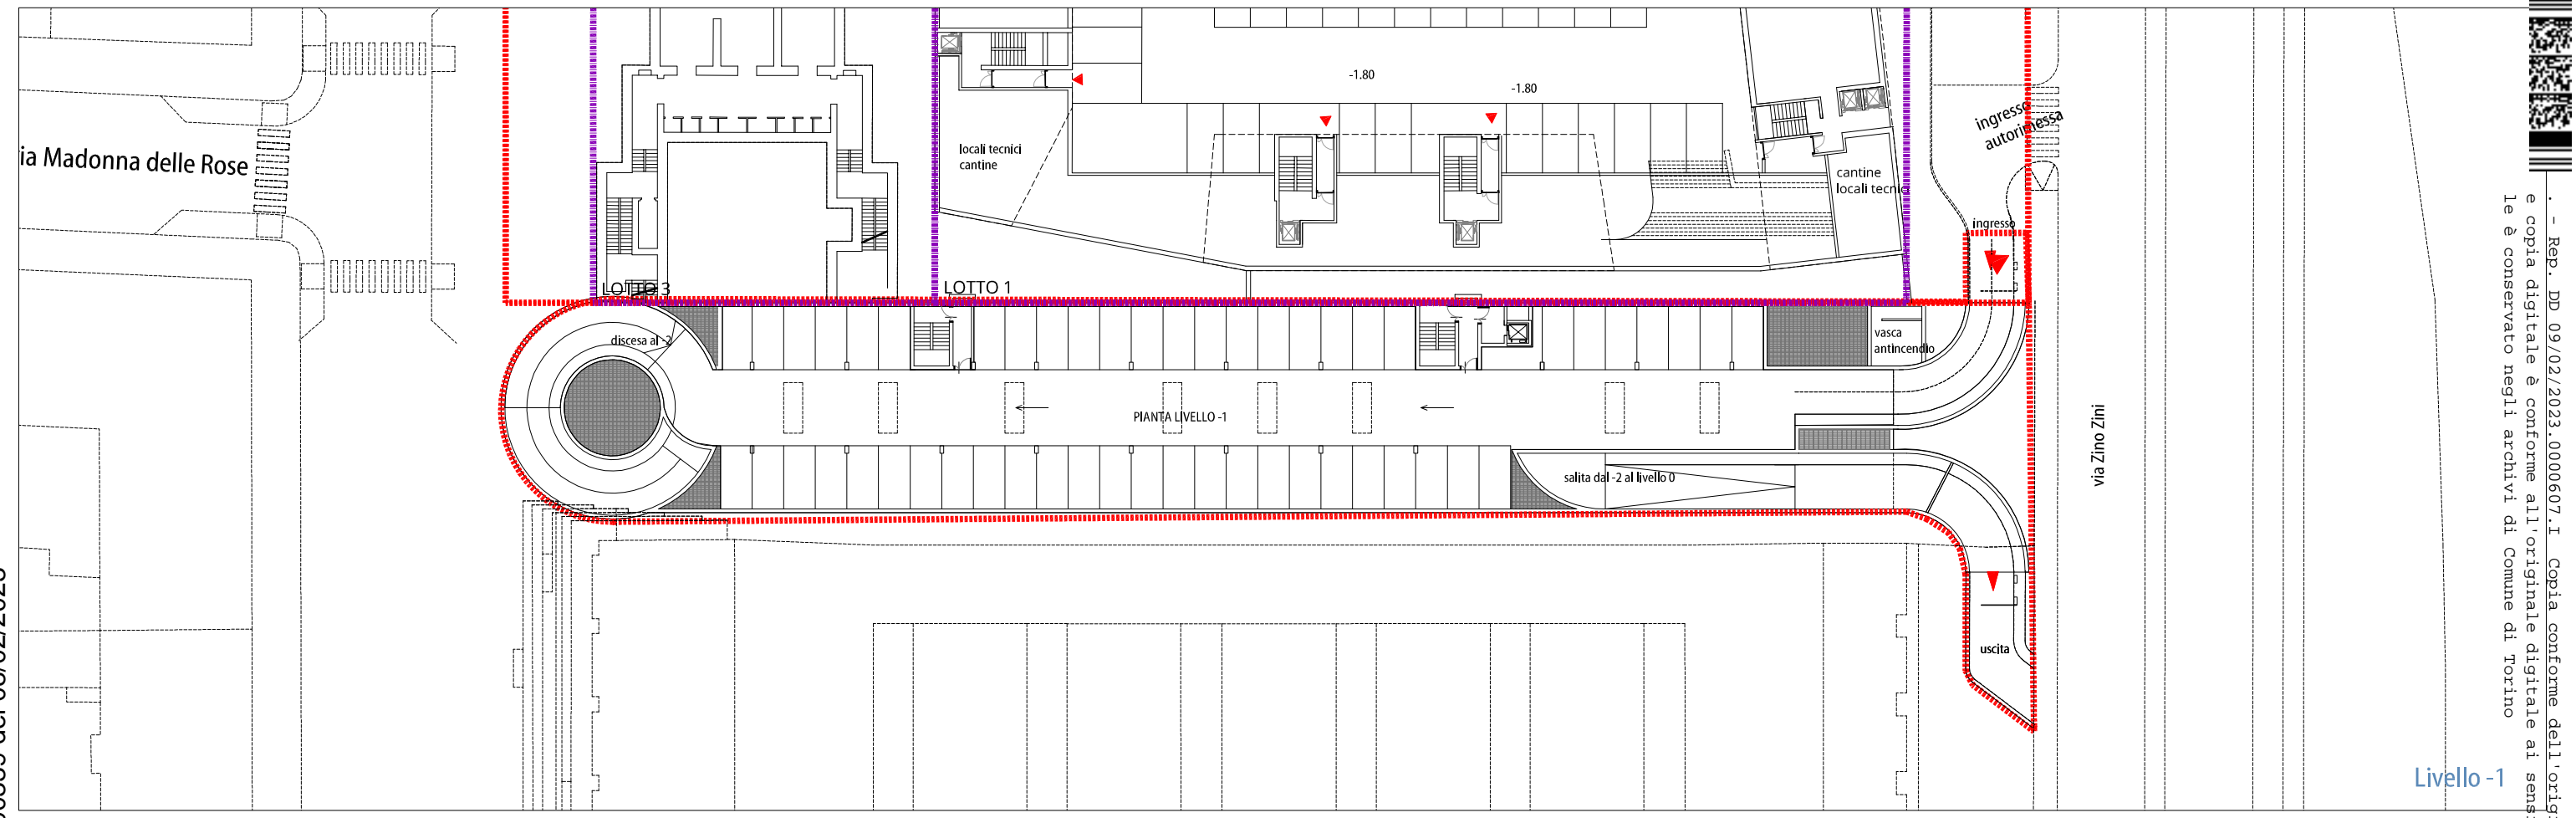 -1.80
-1.80
ingresso
autorimessa
locali tecnici
cantine
ia Madonna delle Rose
cantine
locali tecnic
ingresso
LOTTO 3
LOTTO 1
discesa al -2
vasca
antincendio
PIANTA LIVELLO -1
via Zino Zini
salita dal -2 al livello 0
uscita
Livello -1
. - Rep. DD 09/02/2023.0000607.I Copia conforme dell'orig
e copia digitale è conforme all'originale digitale ai sens
le è conservato negli archivi di Comune di Torino